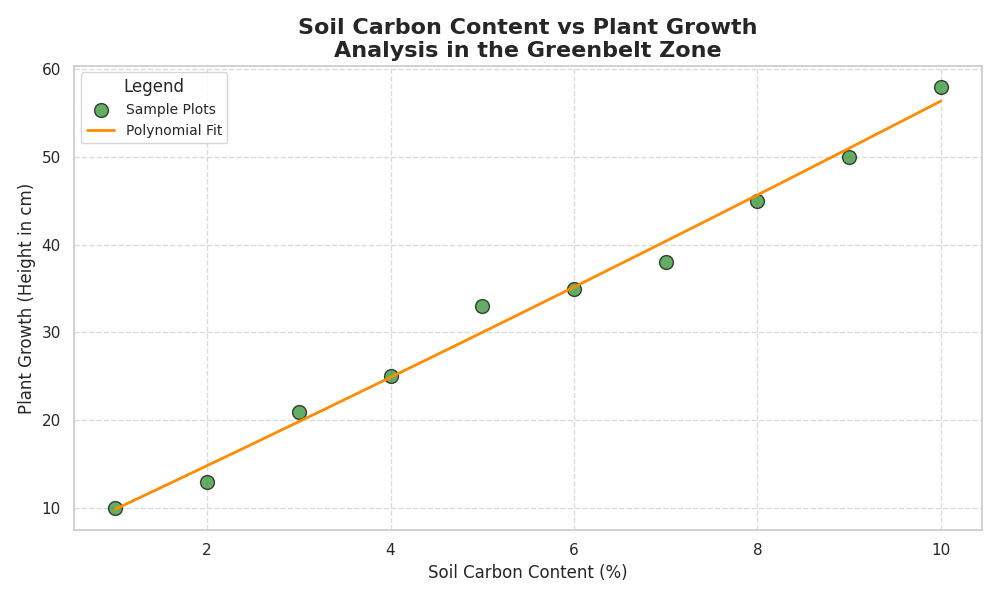 Soil Carbon Content vs Plant Growth
Analysis in the Greenbelt Zone
Legend
Sample Plots
Polynomial Fit
Plant Growth (Height in cm)
60
50
40
30
20
10
2 4 6 8 10
Soil Carbon Content (%)